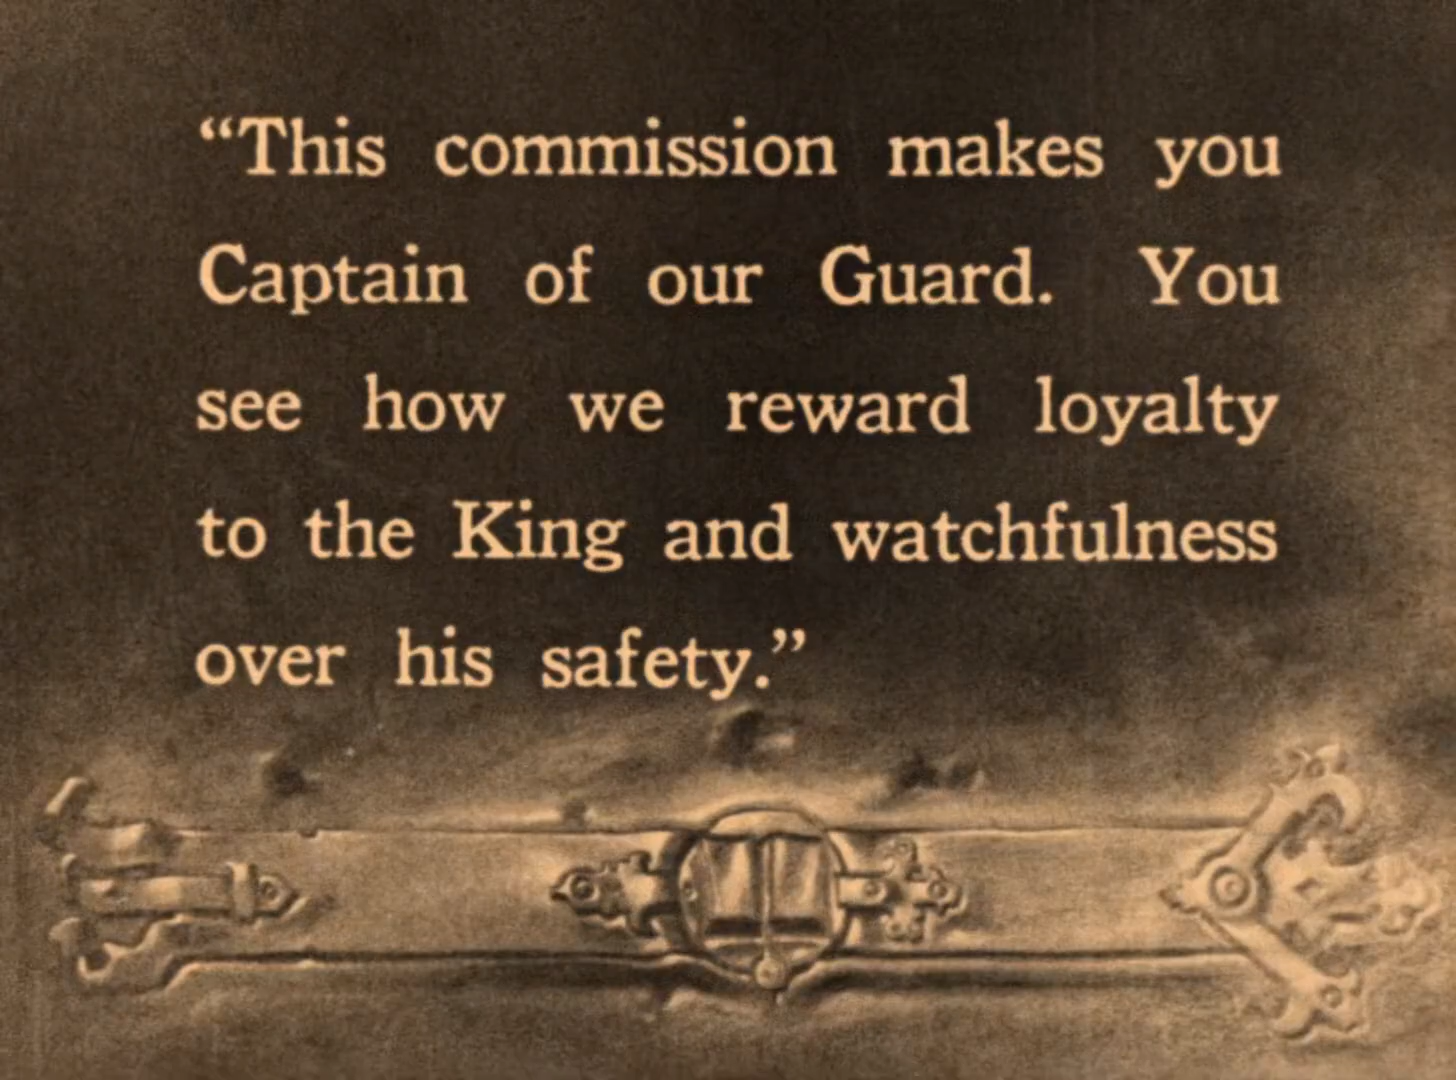 “This commission makes you
Captain of our Guard. You
see how we reward loyalty
to the King and watchfulness
over his safety.”